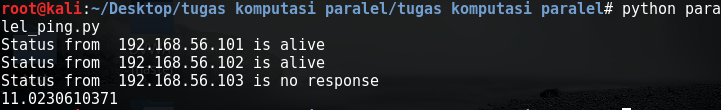 root@kali:~/Desktop/tugas komputasi paralel/tugas komputasi paralel# python para
lel_ping.py
Status from  192.168.56.101 is alive
Status from  192.168.56.102 is alive
Status from  192.168.56.103 is no response
11.0230610371